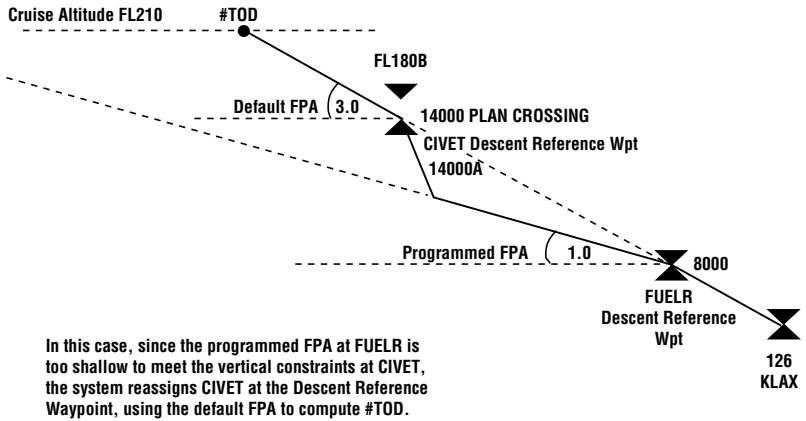 Cruise Altitude FL210
#TOD
FL180B
Default FPA
3.0
14000 PLAN CROSSING
CIVET Descent Reference Wpt
14000A
Programmed FPA
1.0
8000
FUELR
Descent Reference
Wpt
126
KLAX
In this case, since the programmed FPA at FUELR is
too shallow to meet the vertical constraints at CIVET,
the system reassigns CIVET at the Descent Reference
Waypoint, using the default FPA to compute #TOD.